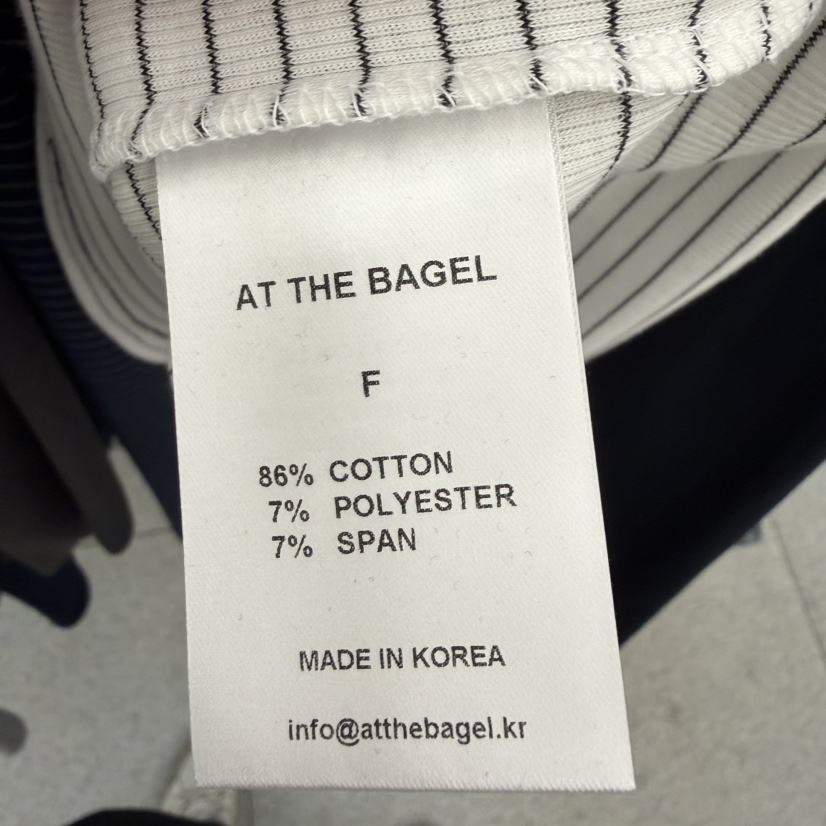 AT THE BAGEL
F
86% COTTON
7% POLYESTER
7% SPAN
MADE IN KOREA
info@atthebagel.kr